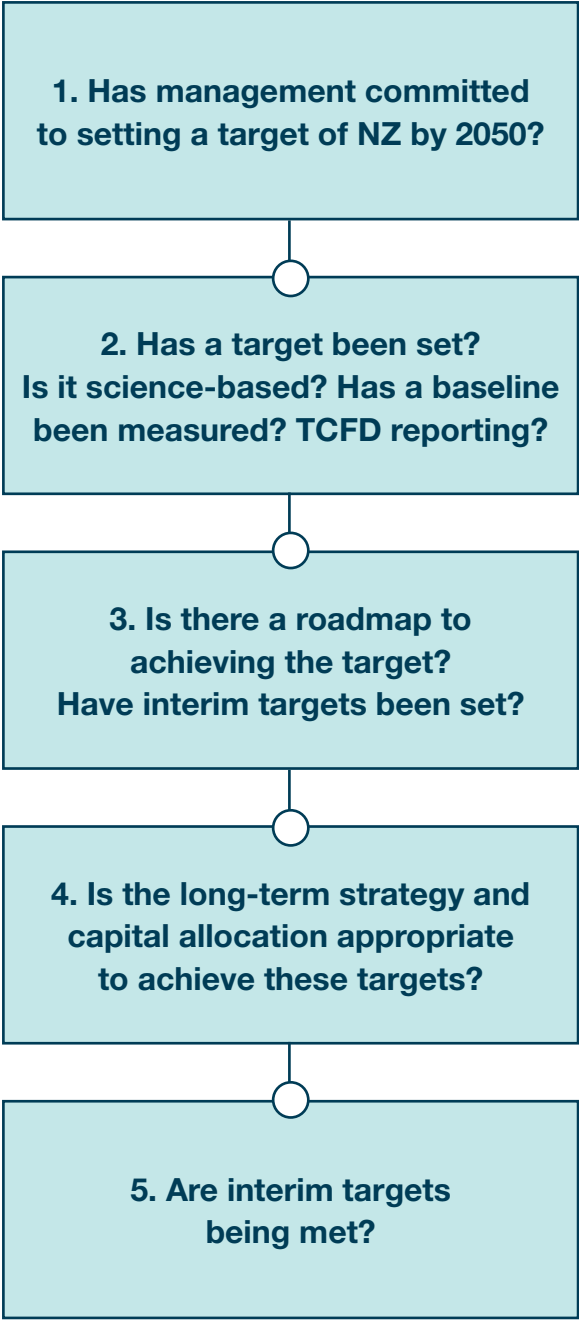 1. Has management committed
to setting a target of NZ by 2050?
2. Has a target been set?
Is it science-based? Has a baseline
been measured? TCFD reporting?
3. Is there a roadmap to
achieving the target?
Have interim targets been set?
4. Is the long-term strategy and
capital allocation appropriate
to achieve these targets?
5. Are interim targets
being met?